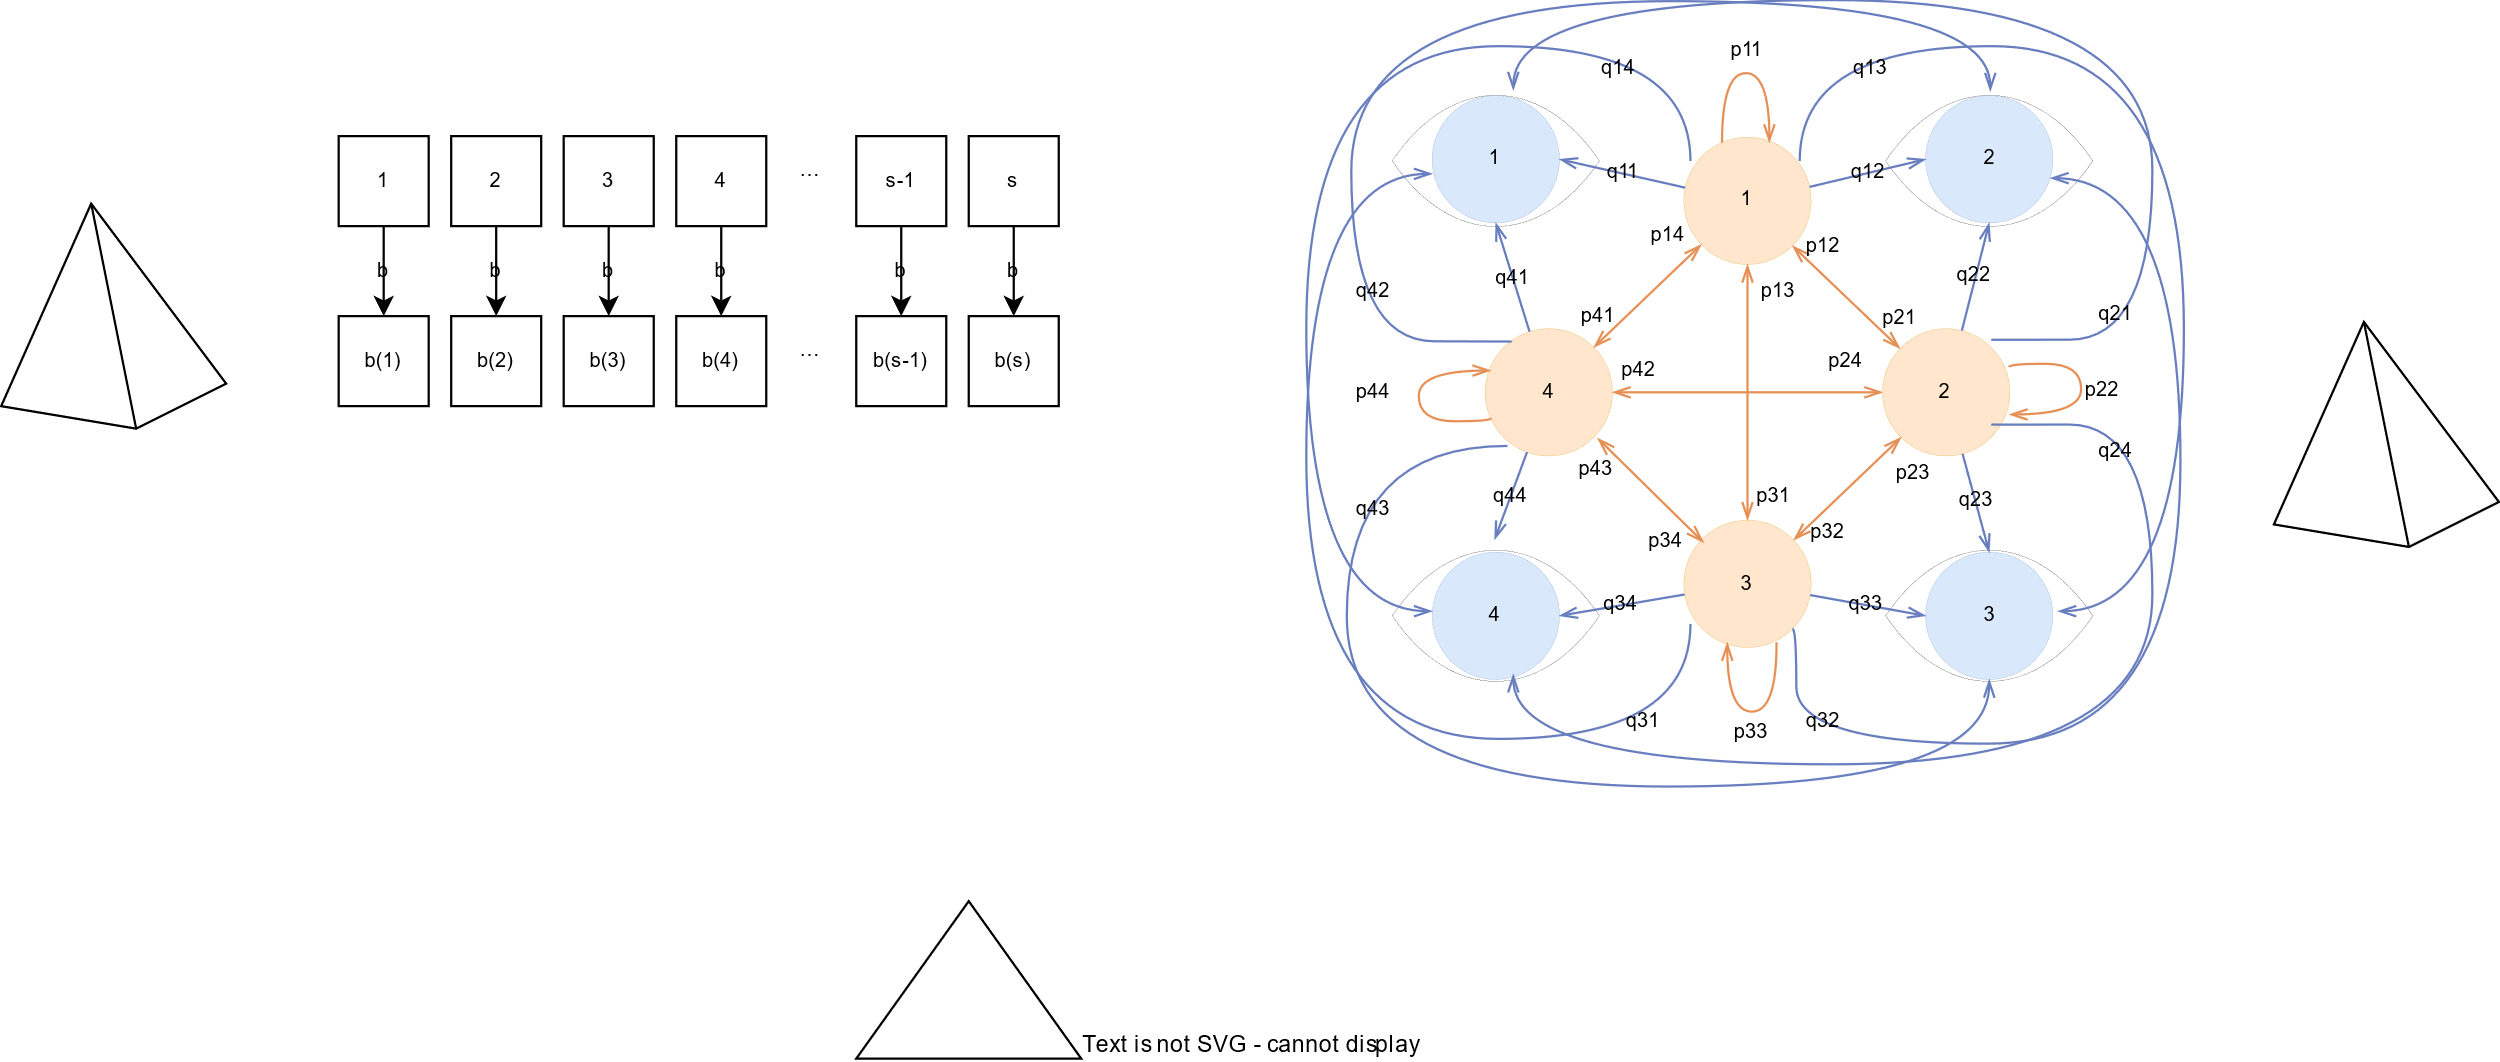 1 2 3 4 ... s-1 s
b b b b b b
b(1) b(2) b(3) b(4) ... b(s-1) b(s)
p11
q14 q13
1 2
q11 q12
1
p14 p12
p13
q41 q22
q42 q21
p41 p21
p42 p24
p44 4 2 p22
q24
p43 p23
q44 p31 q23
q43
p34 p32
3
q34 q33
4 3
q31 q32
p33
Text is not SVG - cannot display